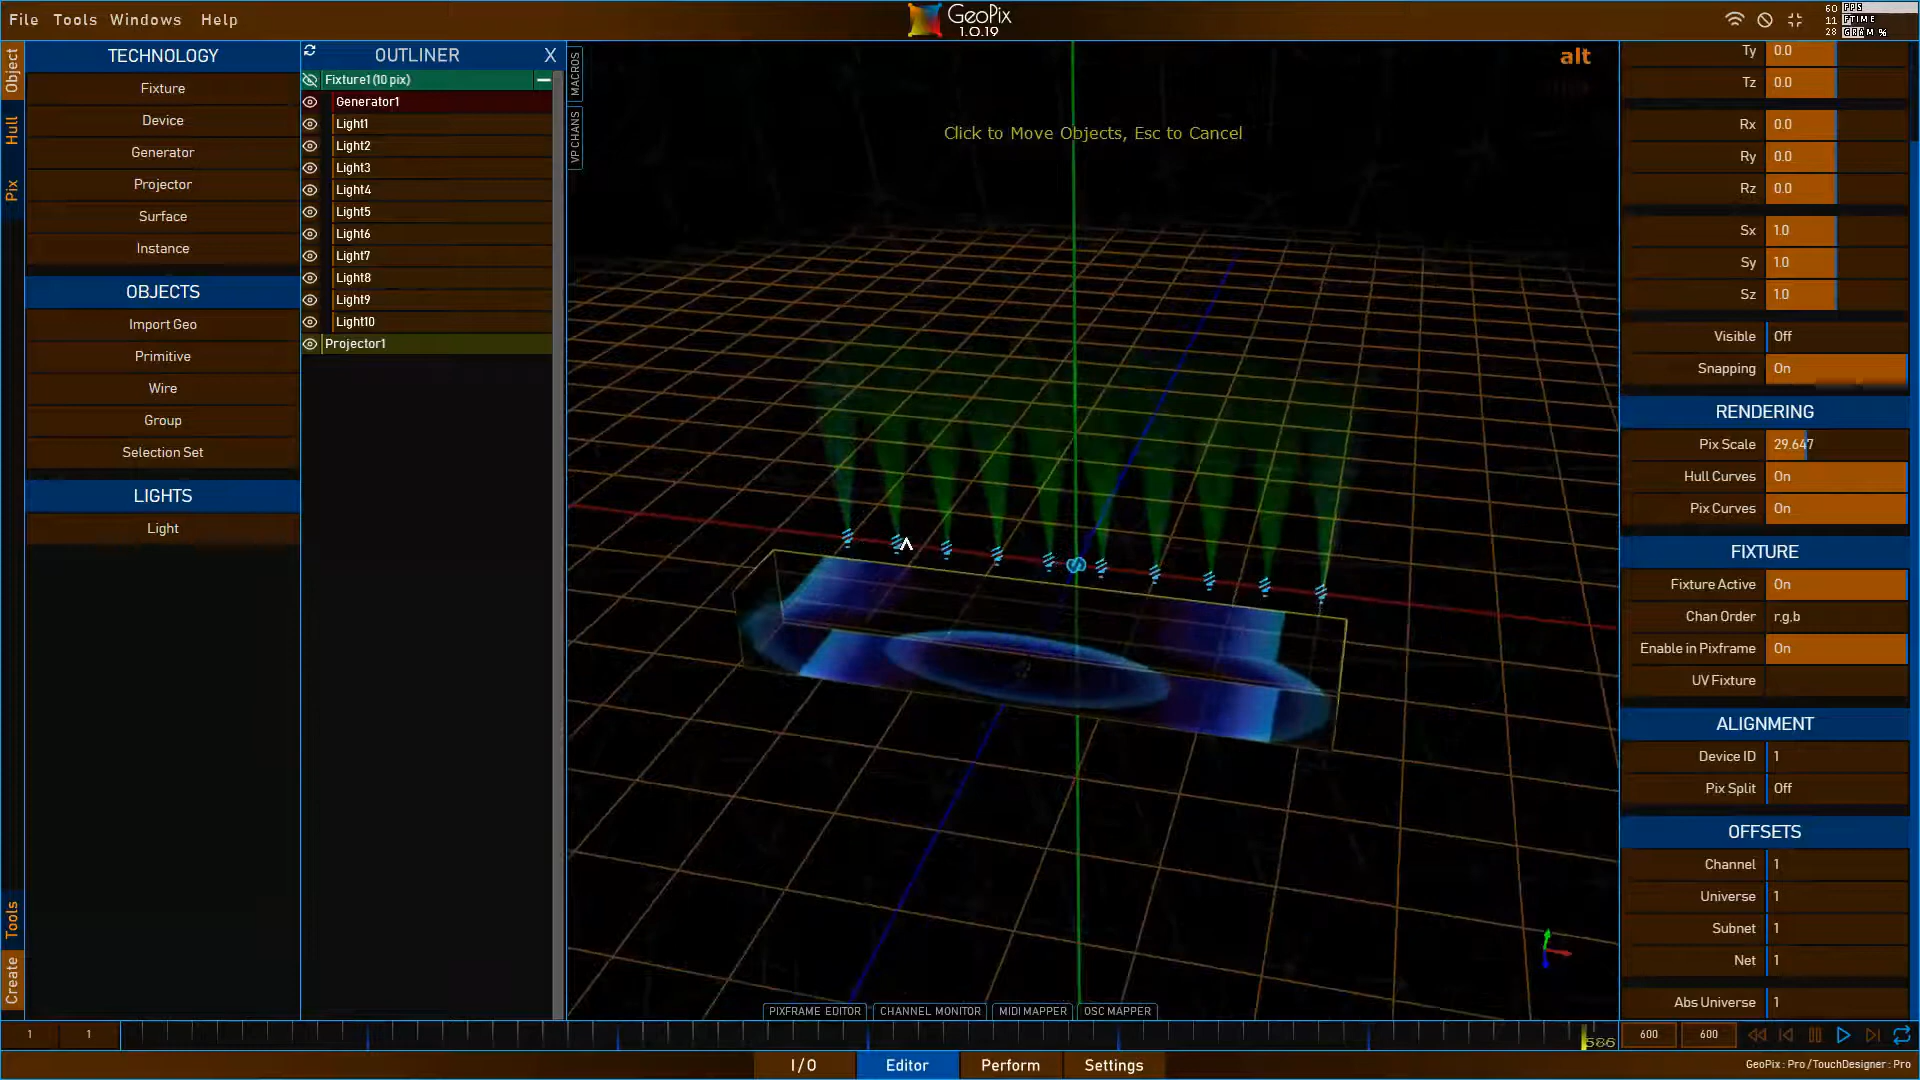 File Tools Windows Help
GeoPix
1.0.19
60 FPS
11 FTIME
28 GRAM %
Object
Hull
Pix
Tools
Create
TECHNOLOGY
Fixture
Device
Generator
Projector
Surface
Instance
OBJECTS
Import Geo
Primitive
Wire
Group
Selection Set
LIGHTS
Light
OUTLINER X
Fixture1 (10 pix)
Generator1
Light1
Light2
Light3
Light4
Light5
Light6
Light7
Light8
Light9
Light10
Projector1
MACROS
VP CHANS
alt
Click to Move Objects, Esc to Cancel
Ty 0.0
Tz 0.0
Rx 0.0
Ry 0.0
Rz 0.0
Sx 1.0
Sy 1.0
Sz 1.0
Visible Off
Snapping On
RENDERING
Pix Scale 29.647
Hull Curves On
Pix Curves On
FIXTURE
Fixture Active On
Chan Order r,g,b
Enable in Pixframe On
UV Fixture
ALIGNMENT
Device ID 1
Pix Split Off
OFFSETS
Channel 1
Universe 1
Subnet 1
Net 1
Abs Universe 1
PIXFRAME EDITOR CHANNEL MONITOR MIDI MAPPER OSC MAPPER
1 1 586 600 600
I/O Editor Perform Settings
GeoPix : Pro / TouchDesigner : Pro